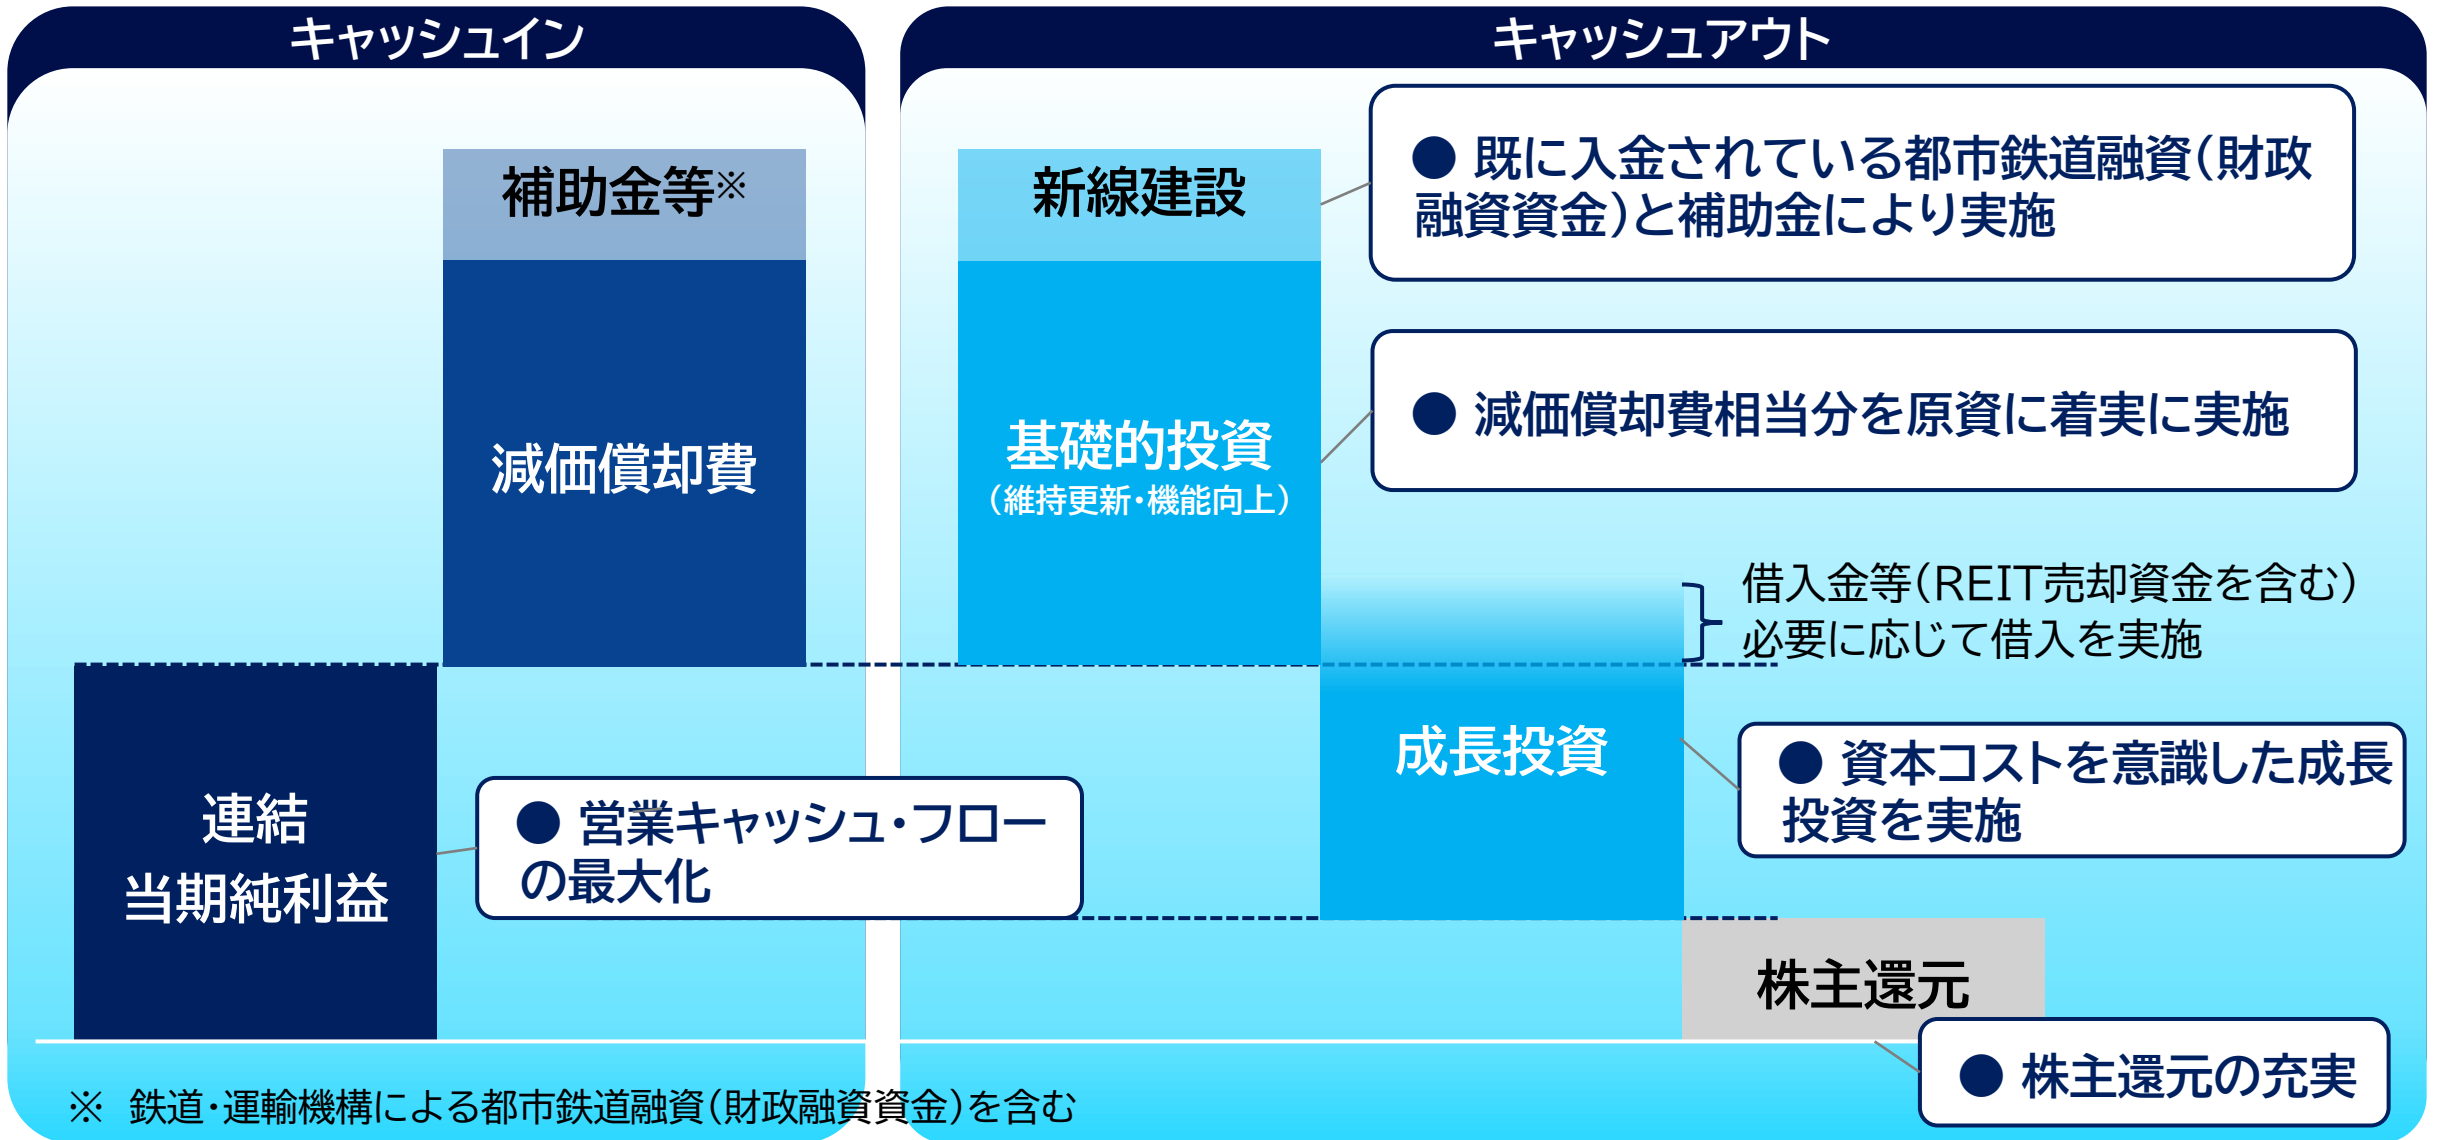 キャッシュイン
補助金等※
減価償却費
連結
当期純利益
● 営業キャッシュ・フロー
の最大化
※ 鉄道・運輸機構による都市鉄道融資（財政融資資金）を含む
キャッシュアウト
新線建設
● 既に入金されている都市鉄道融資（財政
融資資金）と補助金により実施
基礎的投資
（維持更新・機能向上）
● 減価償却費相当分を原資に着実に実施
借入金等（REIT売却資金を含む）
必要に応じて借入を実施
成長投資
● 資本コストを意識した成長
投資を実施
株主還元
● 株主還元の充実